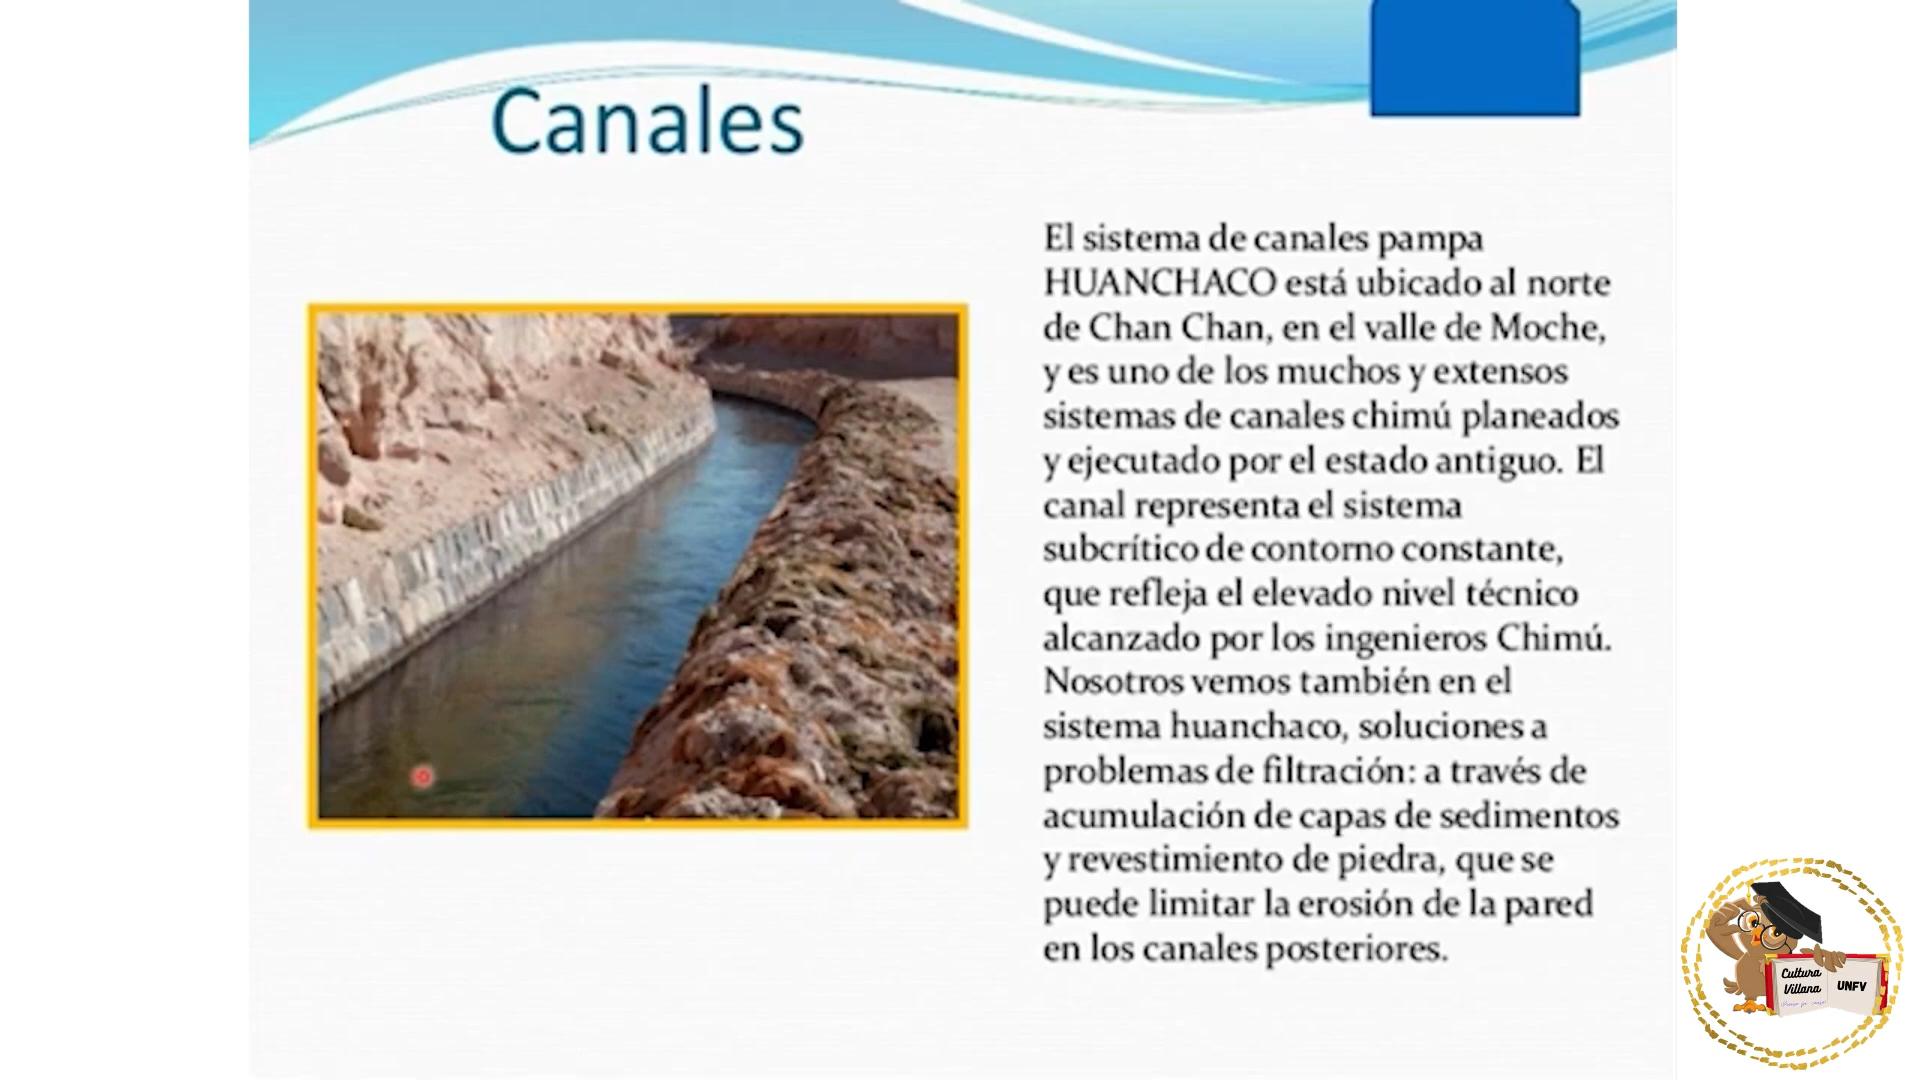 Canales
El sistema de canales pampa
HUANCHACO está ubicado al norte
de Chan Chan, en el valle de Moche,
y es uno de los muchos y extensos
sistemas de canales chimú planeados
y ejecutado por el estado antiguo. El
canal representa el sistema
subcrítico de contorno constante,
que refleja el elevado nivel técnico
alcanzado por los ingenieros Chimú.
Nosotros vemos también en el
sistema huanchaco, soluciones a
problemas de filtración: a través de
acumulación de capas de sedimentos
y revestimiento de piedra, que se
puede limitar la erosión de la pared
en los canales posteriores.
Cultura
Villana
UNFV